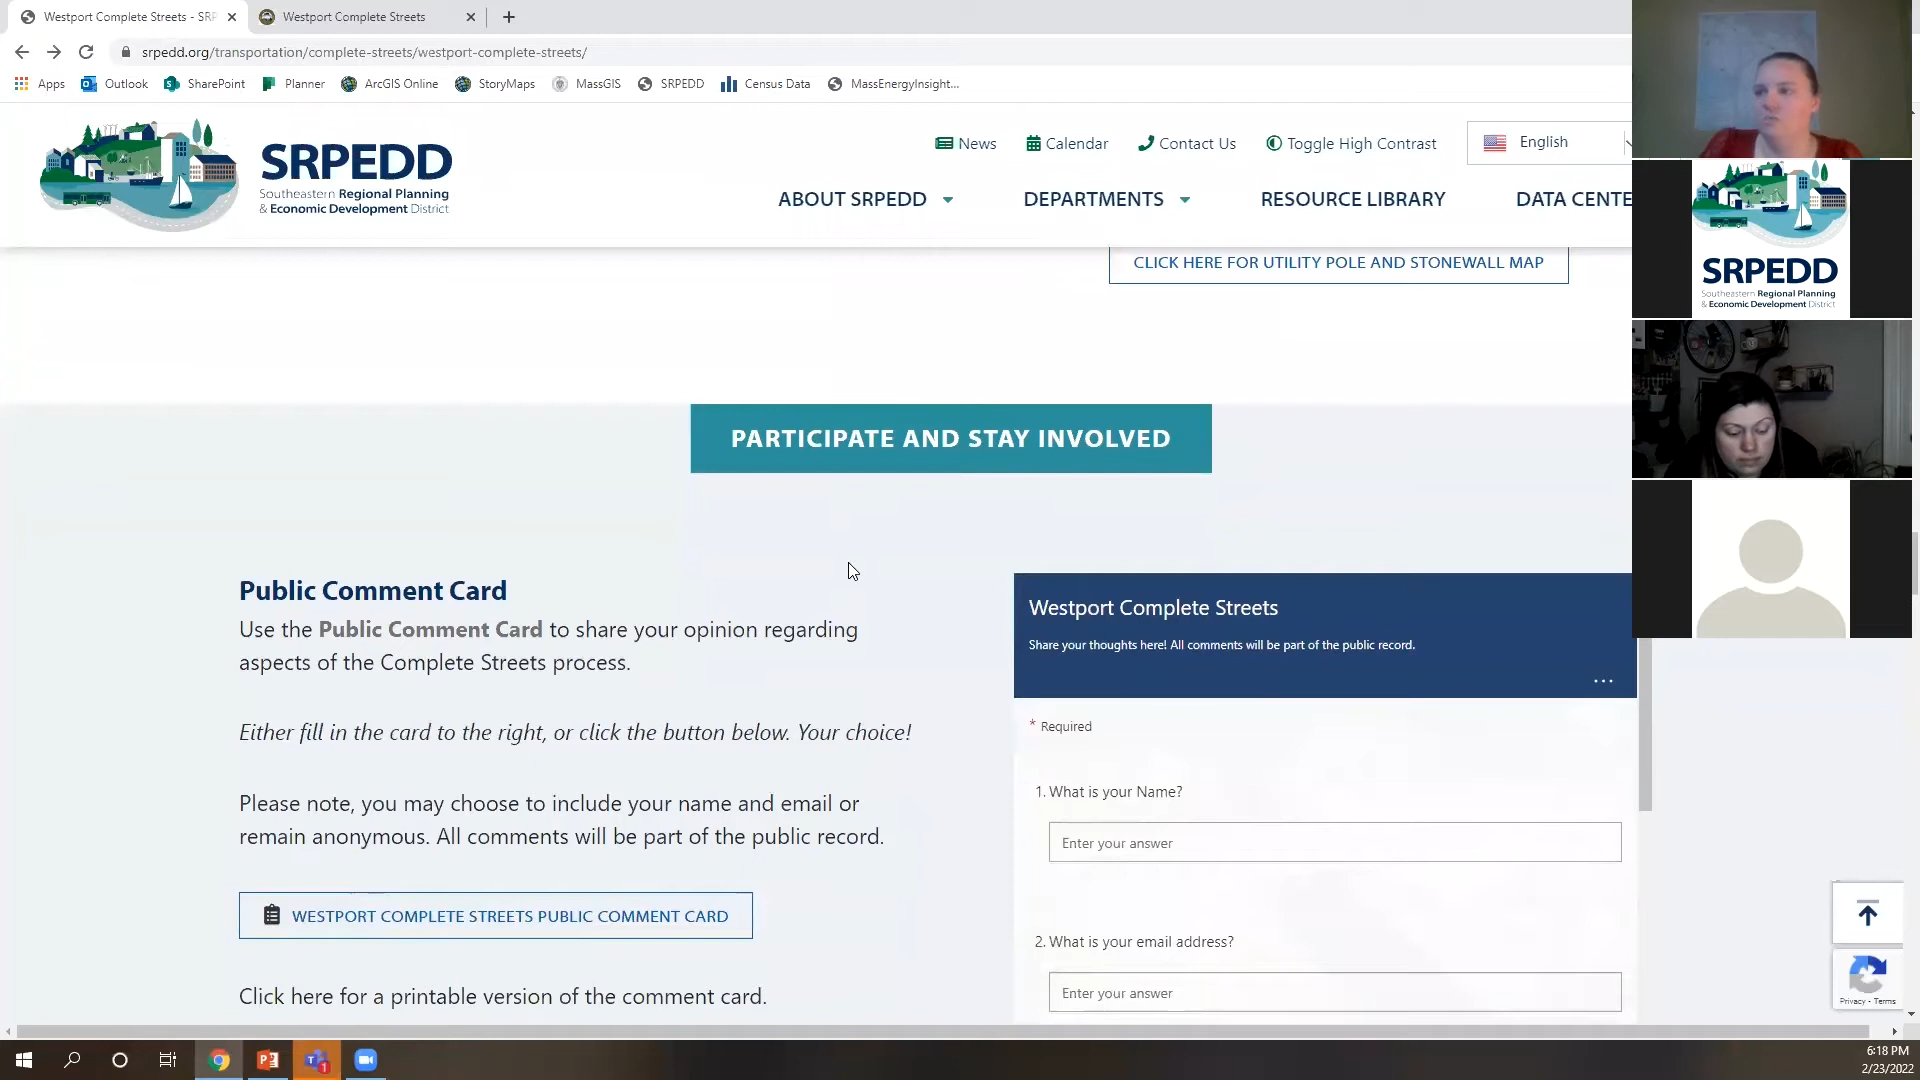 Westport Complete Streets - SRP
Westport Complete Streets
srpedd.org/transportation/complete-streets/westport-complete-streets/
Apps
Outlook
SharePoint
Planner
ArcGIS Online
StoryMaps
MassGIS
SRPEDD
Census Data
MassEnergyInsight...
SRPEDD
Southeastern Regional Planning
& Economic Development District
News
Calendar
Contact Us
Toggle High Contrast
English
ABOUT SRPEDD
DEPARTMENTS
RESOURCE LIBRARY
DATA CENTE
CLICK HERE FOR UTILITY POLE AND STONEWALL MAP
SRPEDD
Southeastern Regional Planning
& Economic Development District
PARTICIPATE AND STAY INVOLVED
Public Comment Card
Use the Public Comment Card to share your opinion regarding
aspects of the Complete Streets process.
Either fill in the card to the right, or click the button below. Your choice!
Please note, you may choose to include your name and email or
remain anonymous. All comments will be part of the public record.
WESTPORT COMPLETE STREETS PUBLIC COMMENT CARD
Click here for a printable version of the comment card.
Westport Complete Streets
Share your thoughts here! All comments will be part of the public record.
...
* Required
1. What is your Name?
Enter your answer
2. What is your email address?
Enter your answer
Privacy - Terms
6:18 PM
2/23/2022